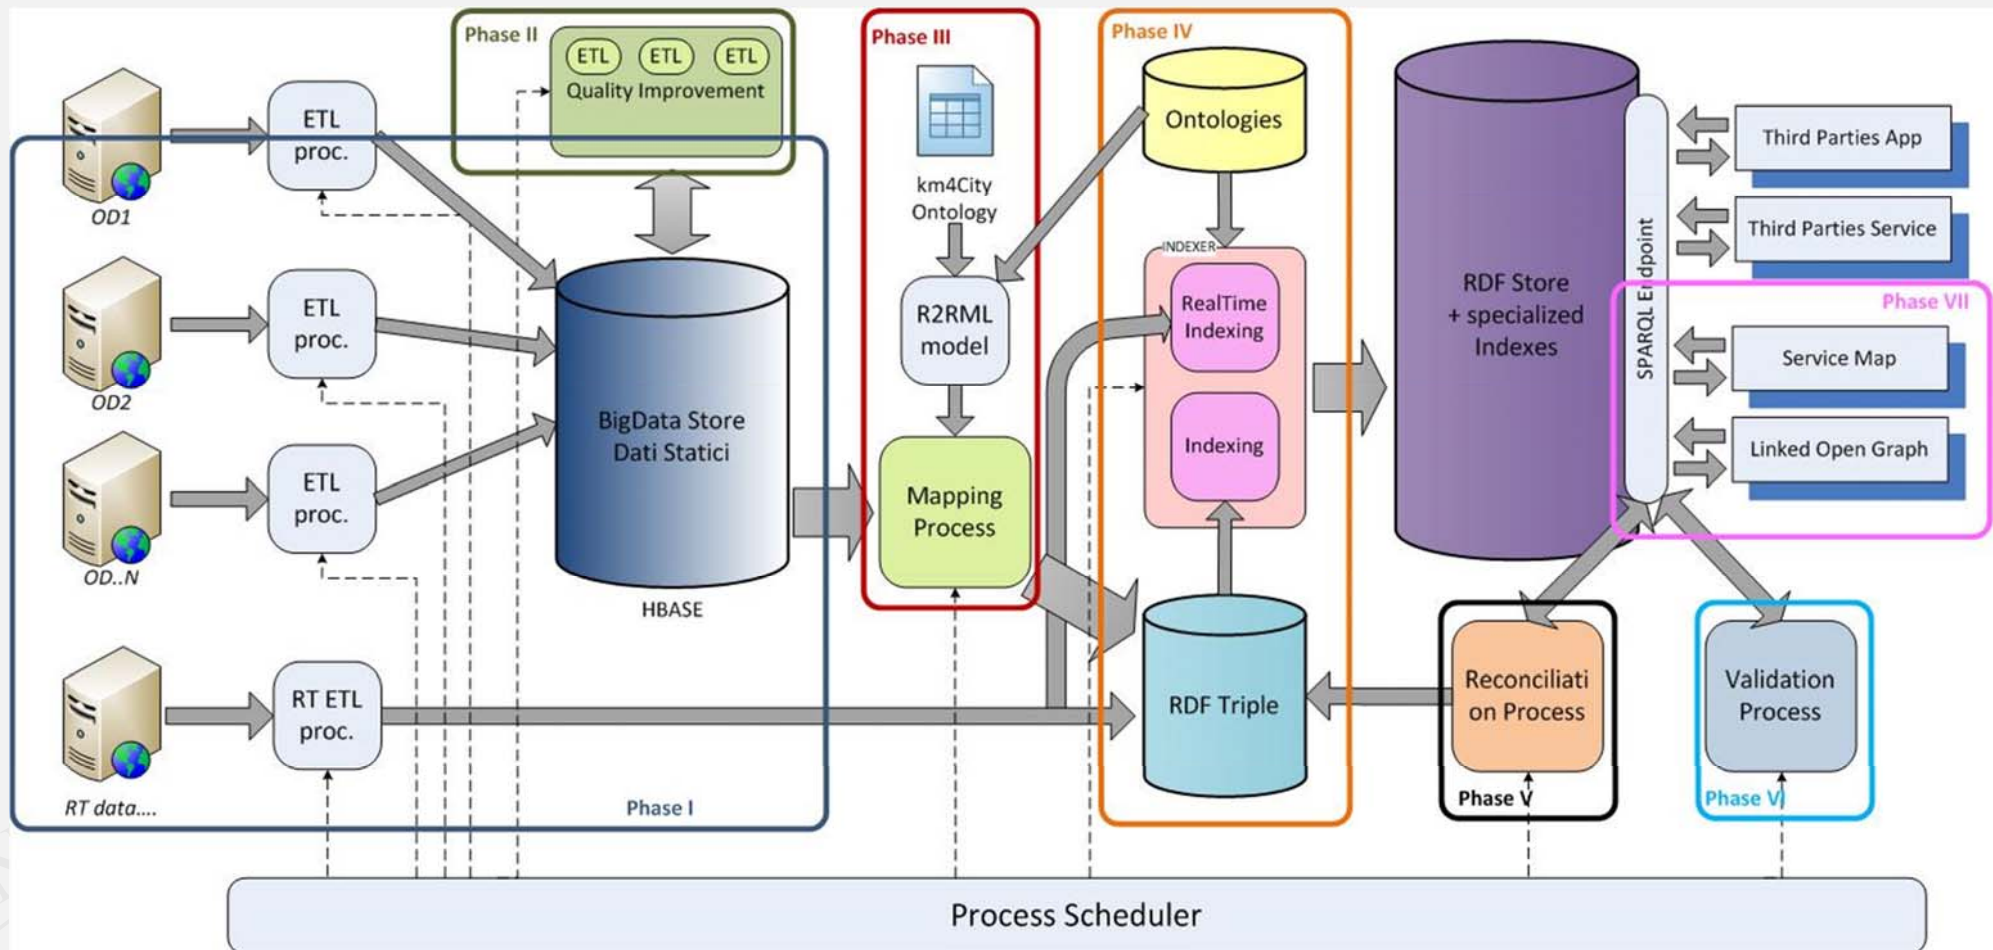 Phase II
ETL ETL ETL
Quality Improvement
Phase III
km4City
Ontology
R2RML
model
Mapping
Process
Phase IV
Ontologies
INDEXER
RealTime
Indexing
Indexing
RDF Triple
RDF Store
+ specialized
Indexes
SPARQL Endpoint
Third Parties App
Third Parties Service
Phase VII
Service Map
Linked Open Graph
OD1
ETL
proc.
OD2
ETL
proc.
OD..N
ETL
proc.
RT data....
RT ETL
proc.
BigData Store
Dati Statici
HBASE
Phase I
Reconciliati
on Process
Phase V
Validation
Process
Phase VI
Process Scheduler